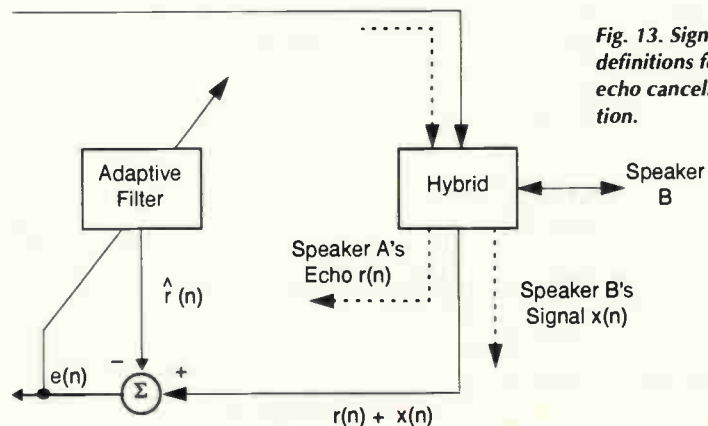 Fig. 13. Sign
definitions fo
echo cancel
tion.
Adaptive
Filter
Hybrid
Speaker
B
Speaker A's
Echo r(n)
Speaker B's
Signal x(n)
r̂ (n)
e(n)
−
+
Σ
r(n) + x(n)